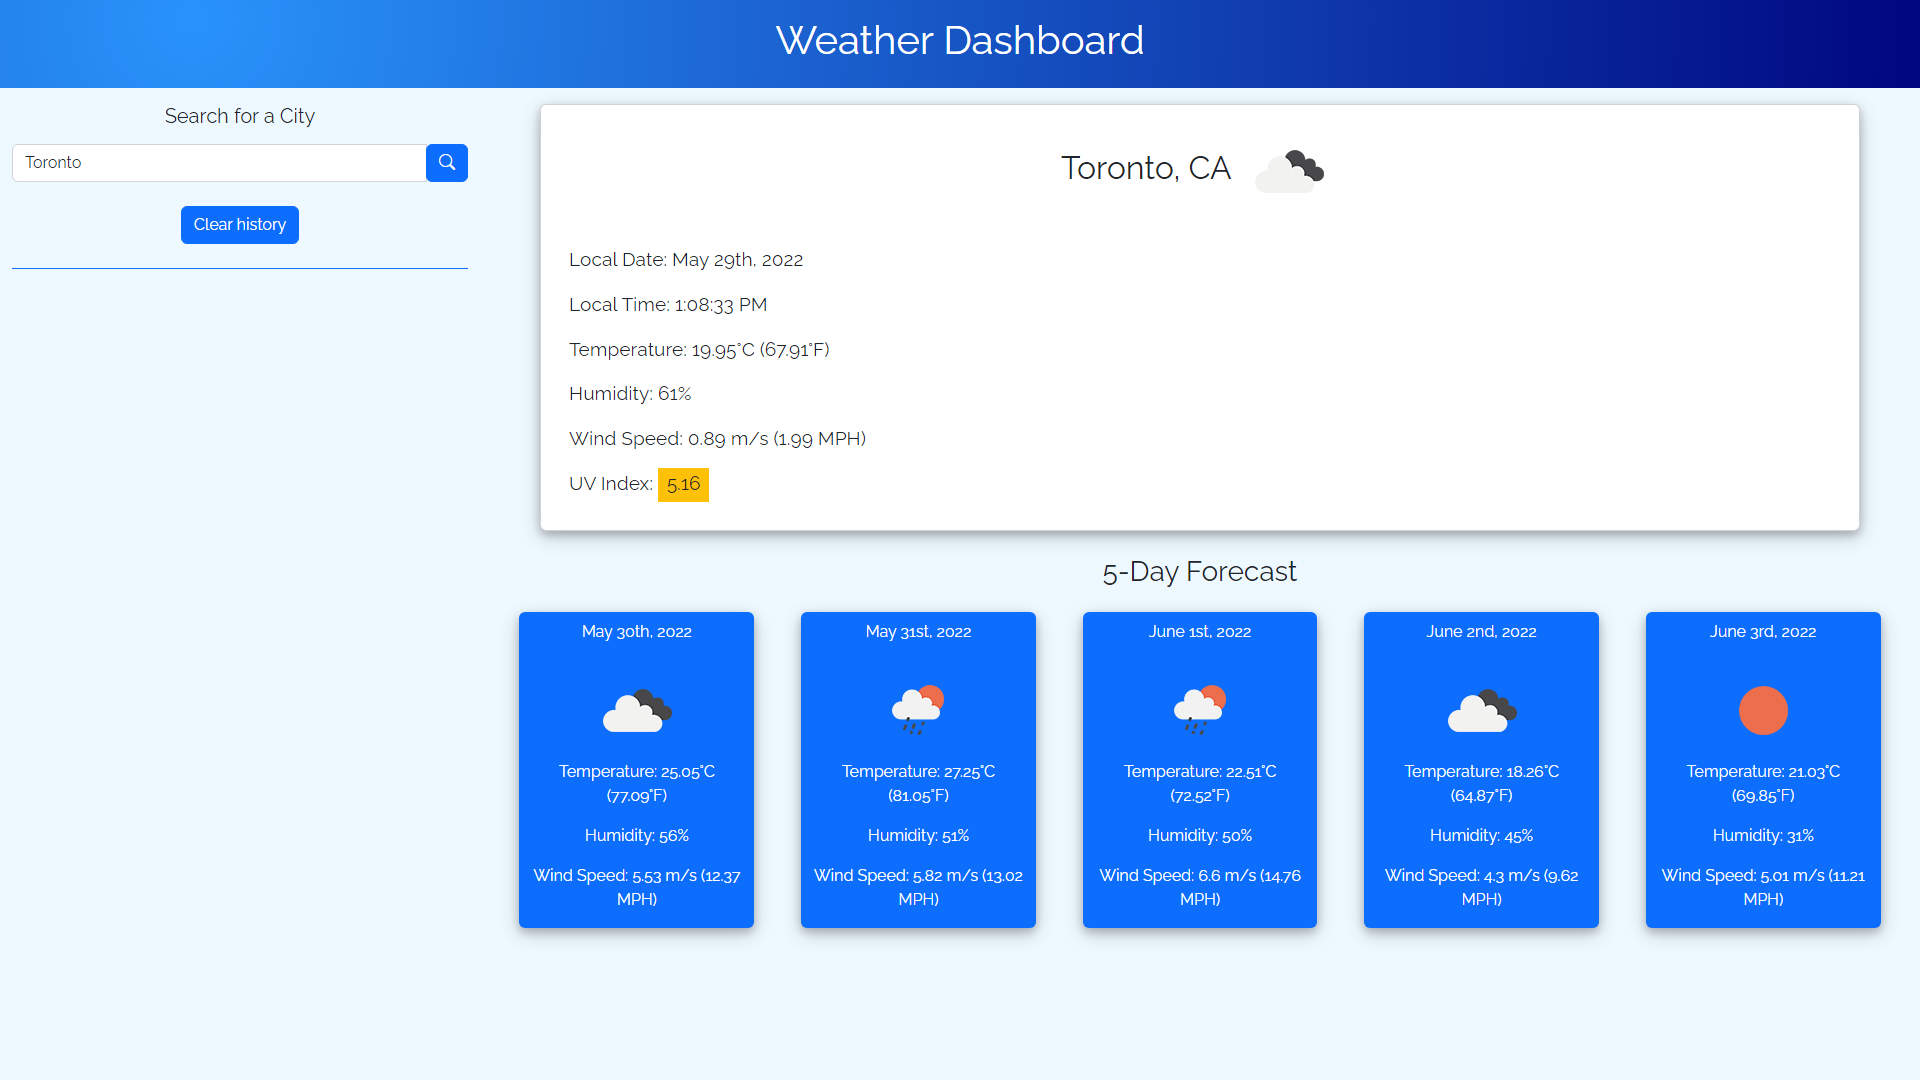 Weather Dashboard
Search for a City
Toronto
Clear history
Toronto, CA
Local Date: May 29th, 2022
Local Time: 1:08:33 PM
Temperature: 19.95°C (67.91°F)
Humidity: 61%
Wind Speed: 0.89 m/s (1.99 MPH)
UV Index: 5.16
5-Day Forecast
May 30th, 2022
Temperature: 25.05°C
(77.09°F)
Humidity: 56%
Wind Speed: 5.53 m/s (12.37
MPH)
May 31st, 2022
Temperature: 27.25°C
(81.05°F)
Humidity: 51%
Wind Speed: 5.82 m/s (13.02
MPH)
June 1st, 2022
Temperature: 22.51°C
(72.52°F)
Humidity: 50%
Wind Speed: 6.6 m/s (14.76
MPH)
June 2nd, 2022
Temperature: 18.26°C
(64.87°F)
Humidity: 45%
Wind Speed: 4.3 m/s (9.62
MPH)
June 3rd, 2022
Temperature: 21.03°C
(69.85°F)
Humidity: 31%
Wind Speed: 5.01 m/s (11.21
MPH)